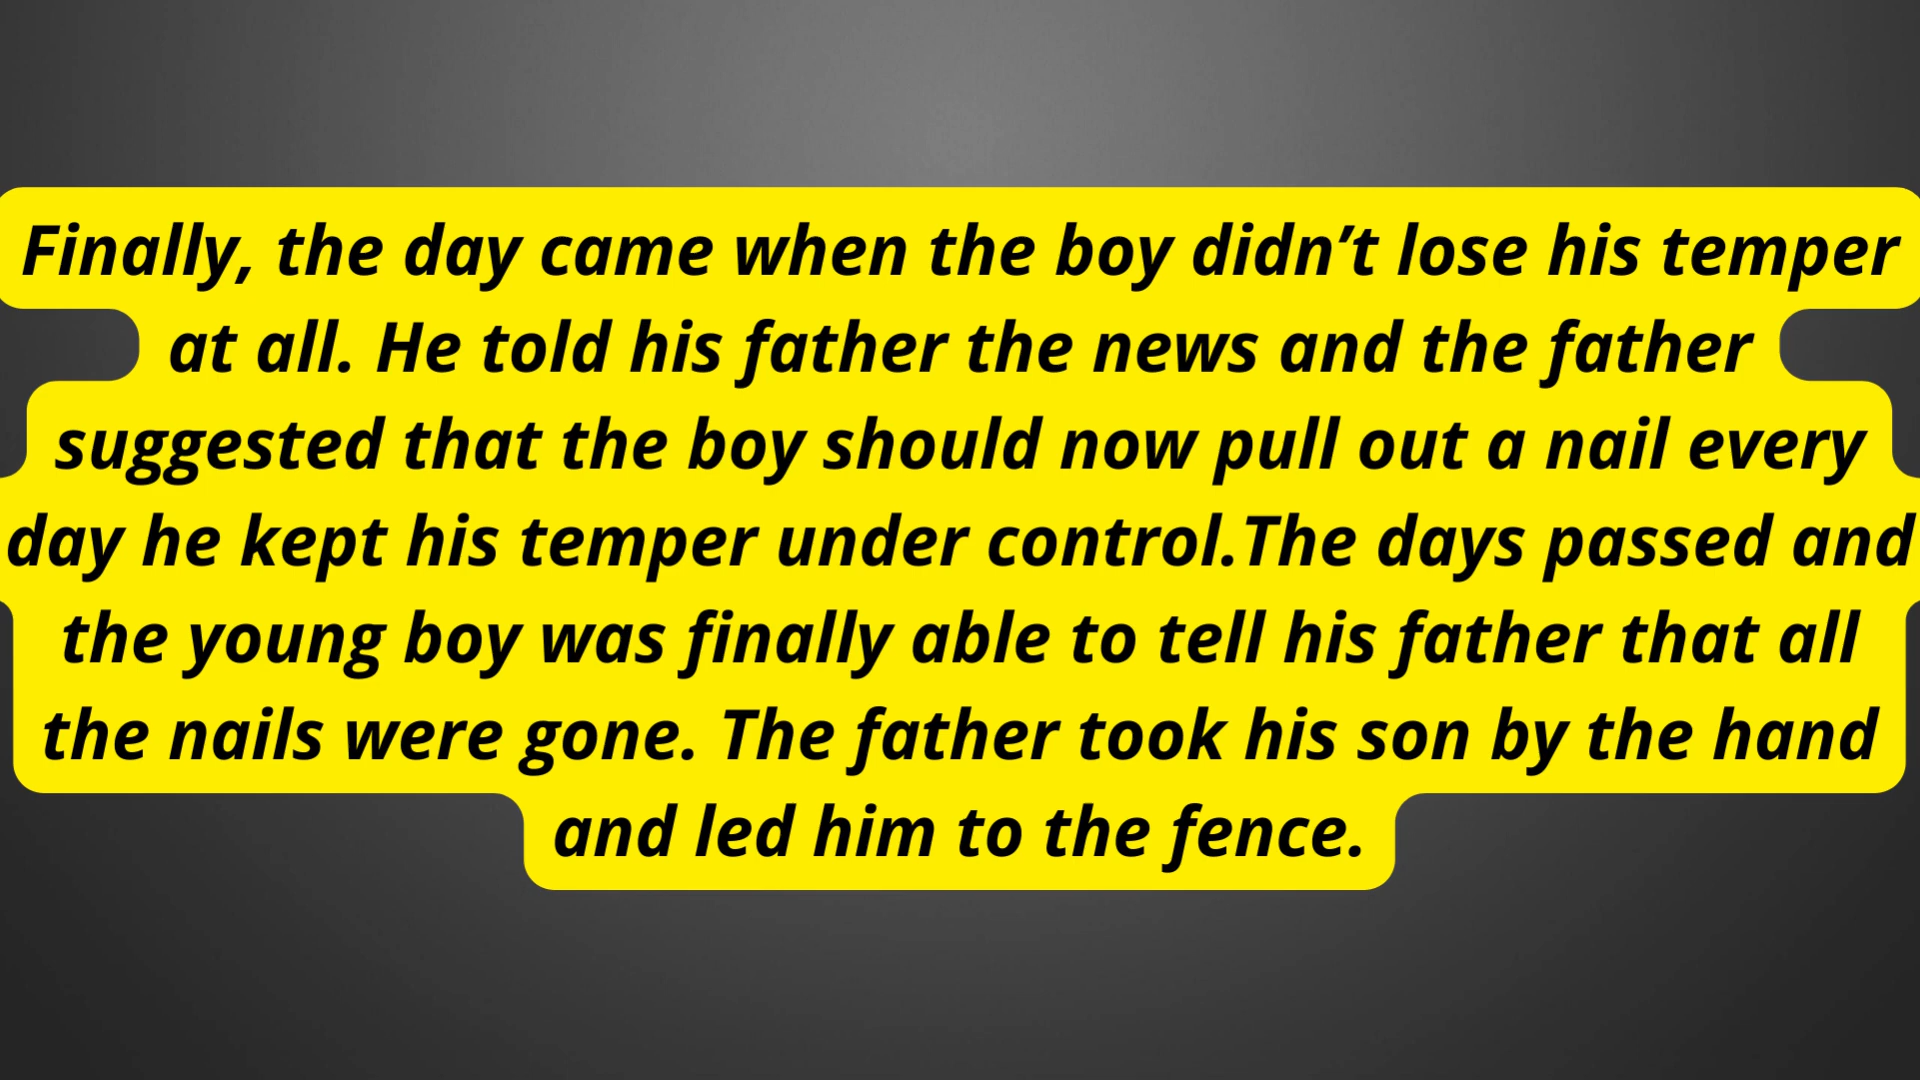 Finally, the day came when the boy didn’t lose his temper
at all. He told his father the news and the father
suggested that the boy should now pull out a nail every
day he kept his temper under control.The days passed and
the young boy was finally able to tell his father that all
the nails were gone. The father took his son by the hand
and led him to the fence.